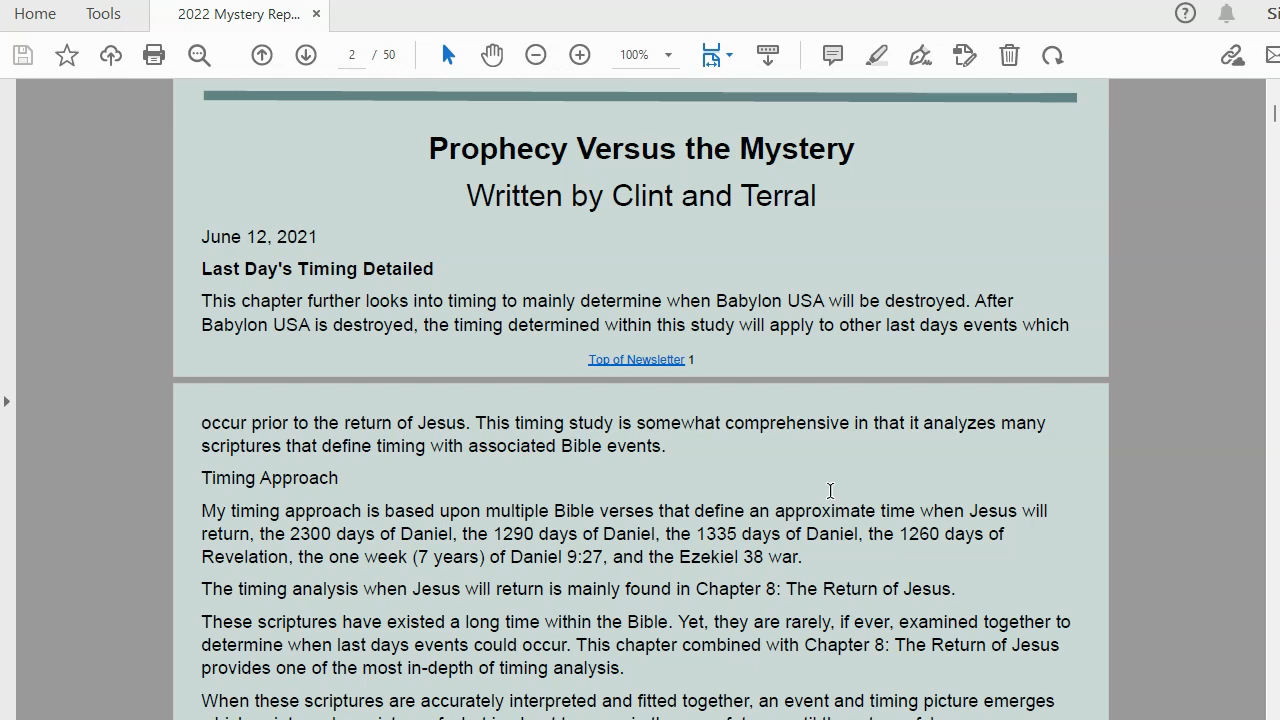 Home Tools 2022 Mystery Rep... ×
2 / 50 100%
Prophecy Versus the Mystery
Written by Clint and Terral
June 12, 2021
Last Day's Timing Detailed
This chapter further looks into timing to mainly determine when Babylon USA will be destroyed. After
Babylon USA is destroyed, the timing determined within this study will apply to other last days events which
Top of Newsletter 1
occur prior to the return of Jesus. This timing study is somewhat comprehensive in that it analyzes many
scriptures that define timing with associated Bible events.
Timing Approach
My timing approach is based upon multiple Bible verses that define an approximate time when Jesus will
return, the 2300 days of Daniel, the 1290 days of Daniel, the 1335 days of Daniel, the 1260 days of
Revelation, the one week (7 years) of Daniel 9:27, and the Ezekiel 38 war.
The timing analysis when Jesus will return is mainly found in Chapter 8: The Return of Jesus.
These scriptures have existed a long time within the Bible. Yet, they are rarely, if ever, examined together to
determine when last days events could occur. This chapter combined with Chapter 8: The Return of Jesus
provides one of the most in-depth of timing analysis.
When these scriptures are accurately interpreted and fitted together, an event and timing picture emerges